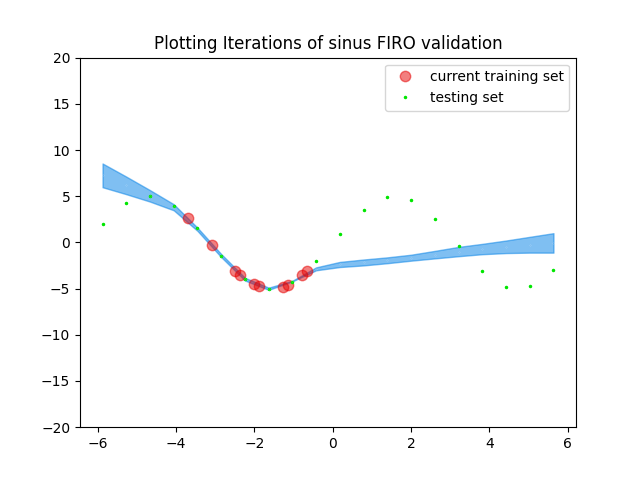 Plotting Iterations of sinus FIRO validation
current training set
testing set
20
15
10
5
0
−5
−10
−15
−20
−6 −4 −2 0 2 4 6